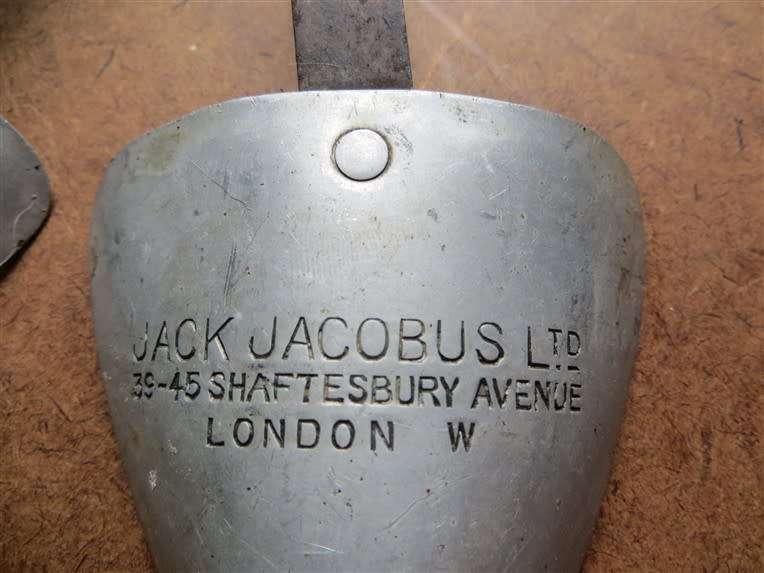 JACK JACOBUS LTD
39-45 SHAFTESBURY AVENUE
LONDON W